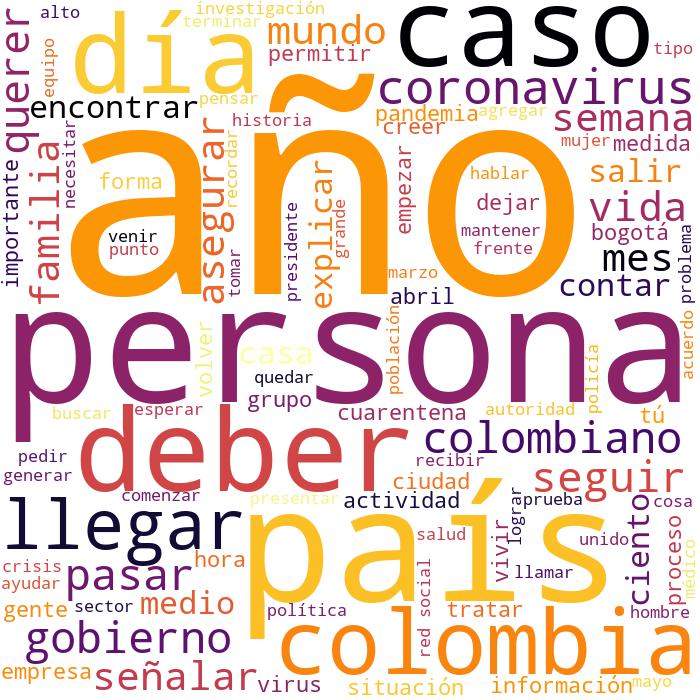 alto
investigación
terminar
caso
querer
equipo
día
mundo
permitir
tipo
pensar
coronavirus
encontrar
historia
pandemia
agregar
semana
creer
mujer
medida
año
necesitar
familia
importante
forma
asegurar
recordar
explicar
grande
empezar
hablar
dejar
salir
vida
venir
punto
tomar
presidente
mantener
frente
bogotá
mes
marzo
abril
contar
problema
persona
volver
casa
quedar
grupo
población
cuarentena
autoridad
policía
tú
acuerdo
buscar
esperar
deber
colombiano
pedir
generar
recibir
ciudad
seguir
comenzar
presentar
actividad
lograr
prueba
cosa
llegar
país
salud
vivir
unido
llamar
ciento
proceso
médico
crisis
ayudar
pasar
hora
gente
sector
medio
política
red social
tratar
hombre
gobierno
colombia
empresa
señalar
virus
situación
información
mayo